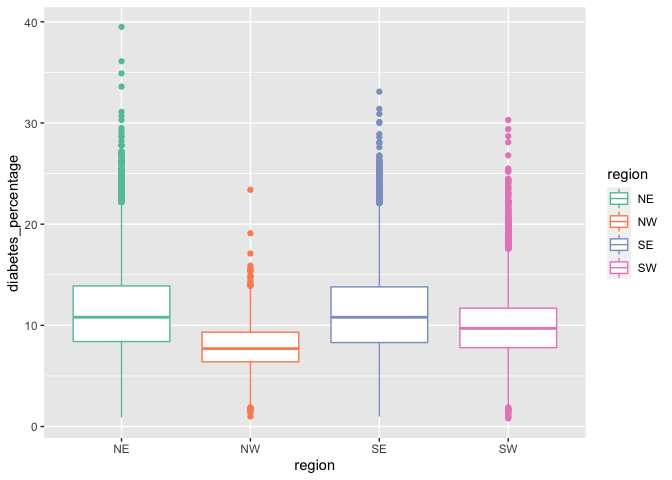 40
30
20
10
0
diabetes_percentage
NE NW SE SW
region
region
NE
NW
SE
SW